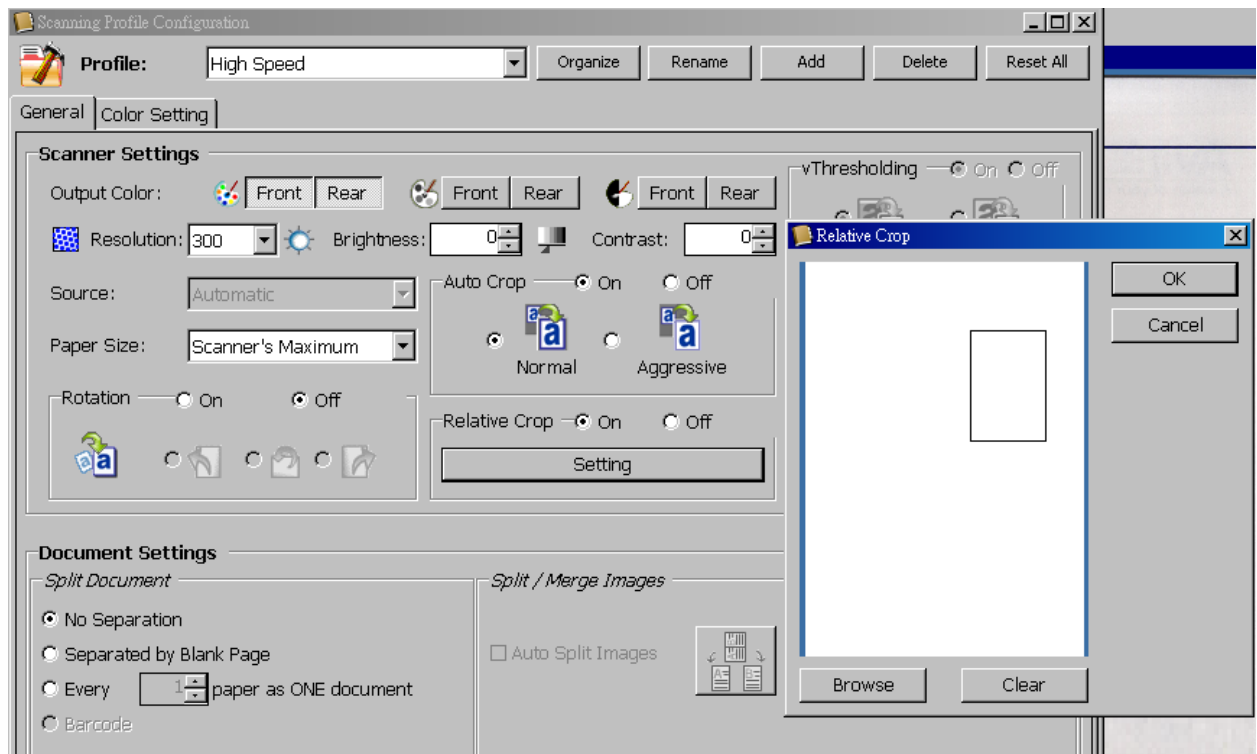 Scanning Profile Configuration
Profile: High Speed Organize Rename Add Delete Reset All
General Color Setting
Scanner Settings
Output Color: Front Rear Front Rear Front Rear
vThresholding On Off
Resolution: 300 Brightness: 0 Contrast: 0
Source: Automatic
Paper Size: Scanner's Maximum
Auto Crop On Off
Normal Aggressive
Rotation On Off
Relative Crop On Off
Setting
Document Settings
Split Document
No Separation
Separated by Blank Page
Every 1 paper as ONE document
Barcode
Split / Merge Images
Auto Split Images
Relative Crop
OK
Cancel
Browse Clear